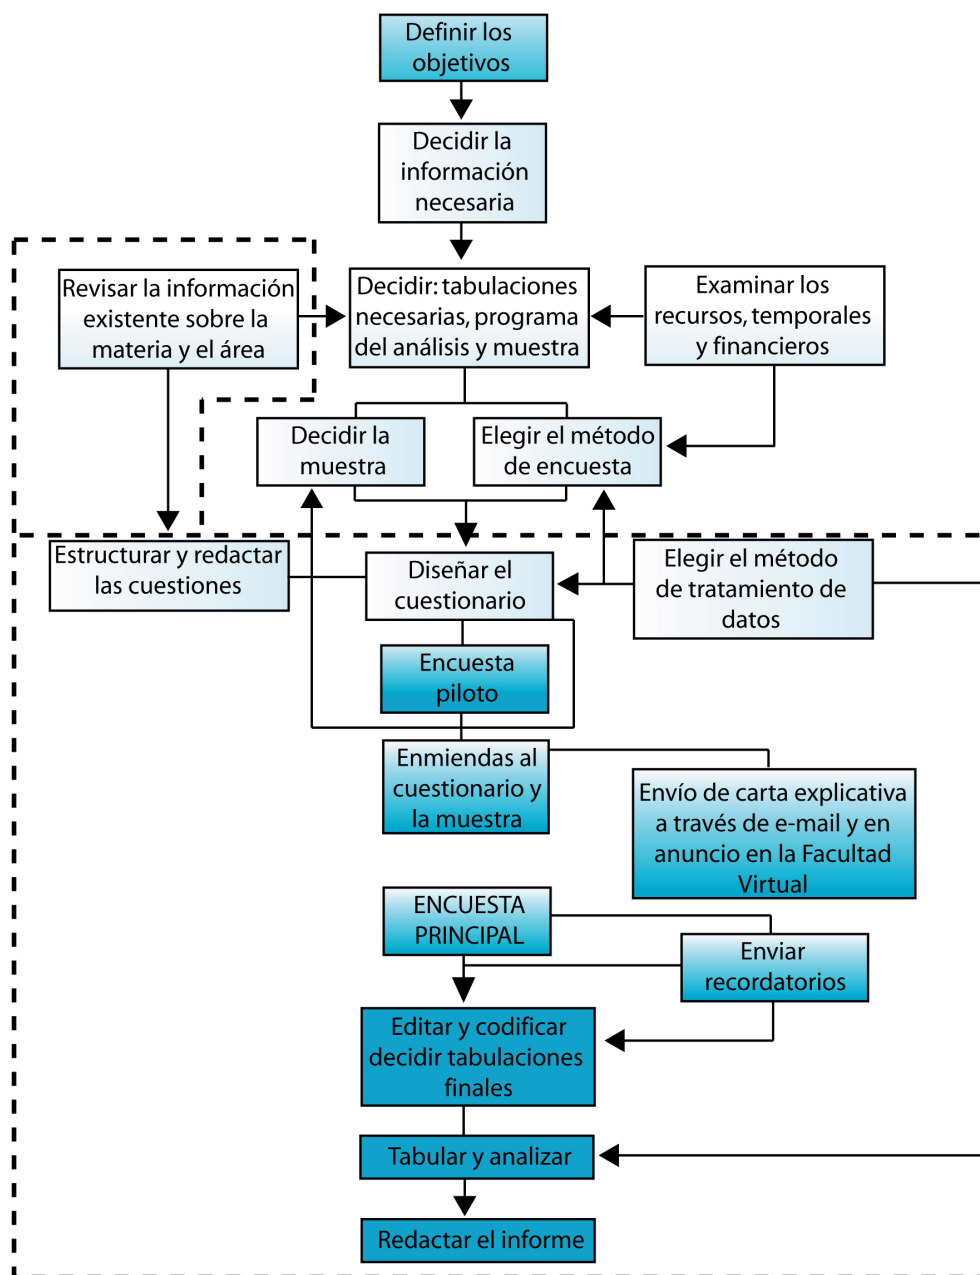 Definir los
objetivos
Decidir la
información
necesaria
Revisar la información
existente sobre la
materia y el área
Decidir: tabulaciones
necesarias, programa
del análisis y muestra
Examinar los
recursos, temporales
y financieros
Decidir la
muestra
Elegir el método
de encuesta
Estructurar y redactar
las cuestiones
Diseñar el
cuestionario
Elegir el método
de tratamiento de
datos
Encuesta
piloto
Enmiendas al
cuestionario y
la muestra
Envío de carta explicativa
a través de e-mail y en
anuncio en la Facultad
Virtual
ENCUESTA
PRINCIPAL
Enviar
recordatorios
Editar y codificar
decidir tabulaciones
finales
Tabular y analizar
Redactar el informe